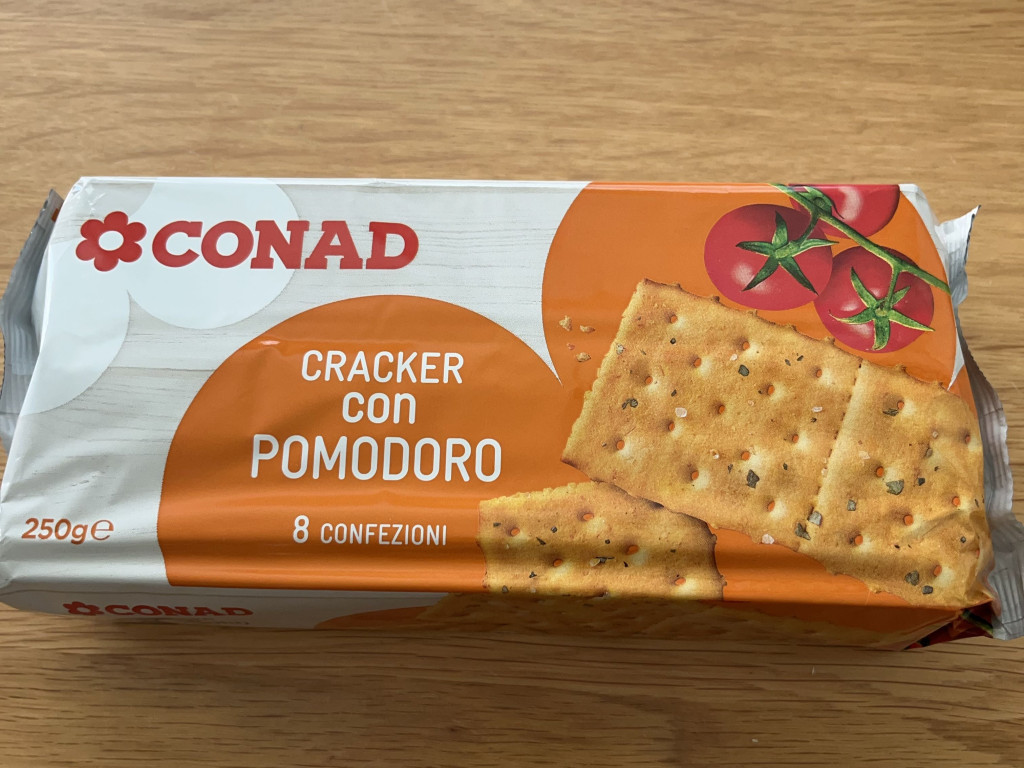 CONAD
CRACKER
con
POMODORO
8 CONFEZIONI
250g℮
CONAD